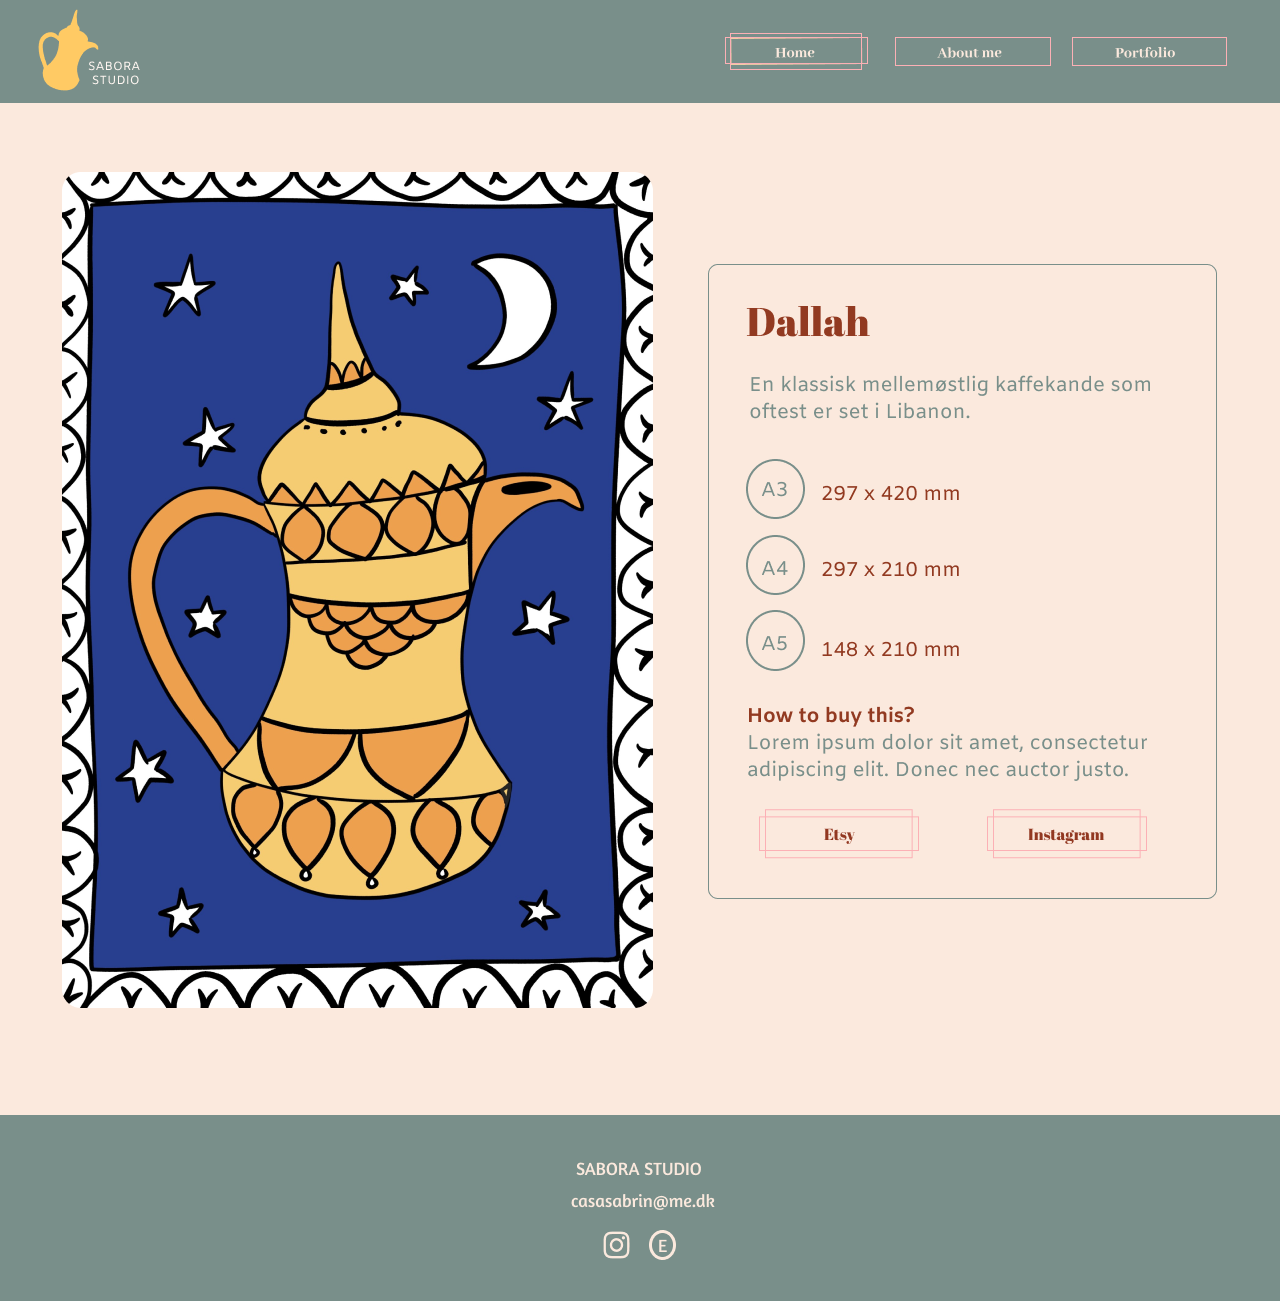 SABORA
STUDIO
Home
About me
Portfolio
Dallah
En klassisk mellemøstlig kaffekande som
oftest er set i Libanon.
A3
297 x 420 mm
A4
297 x 210 mm
A5
148 x 210 mm
How to buy this?
Lorem ipsum dolor sit amet, consectetur
adipiscing elit. Donec nec auctor justo.
Etsy
Instagram
SABORA STUDIO
casasabrin@me.dk
E